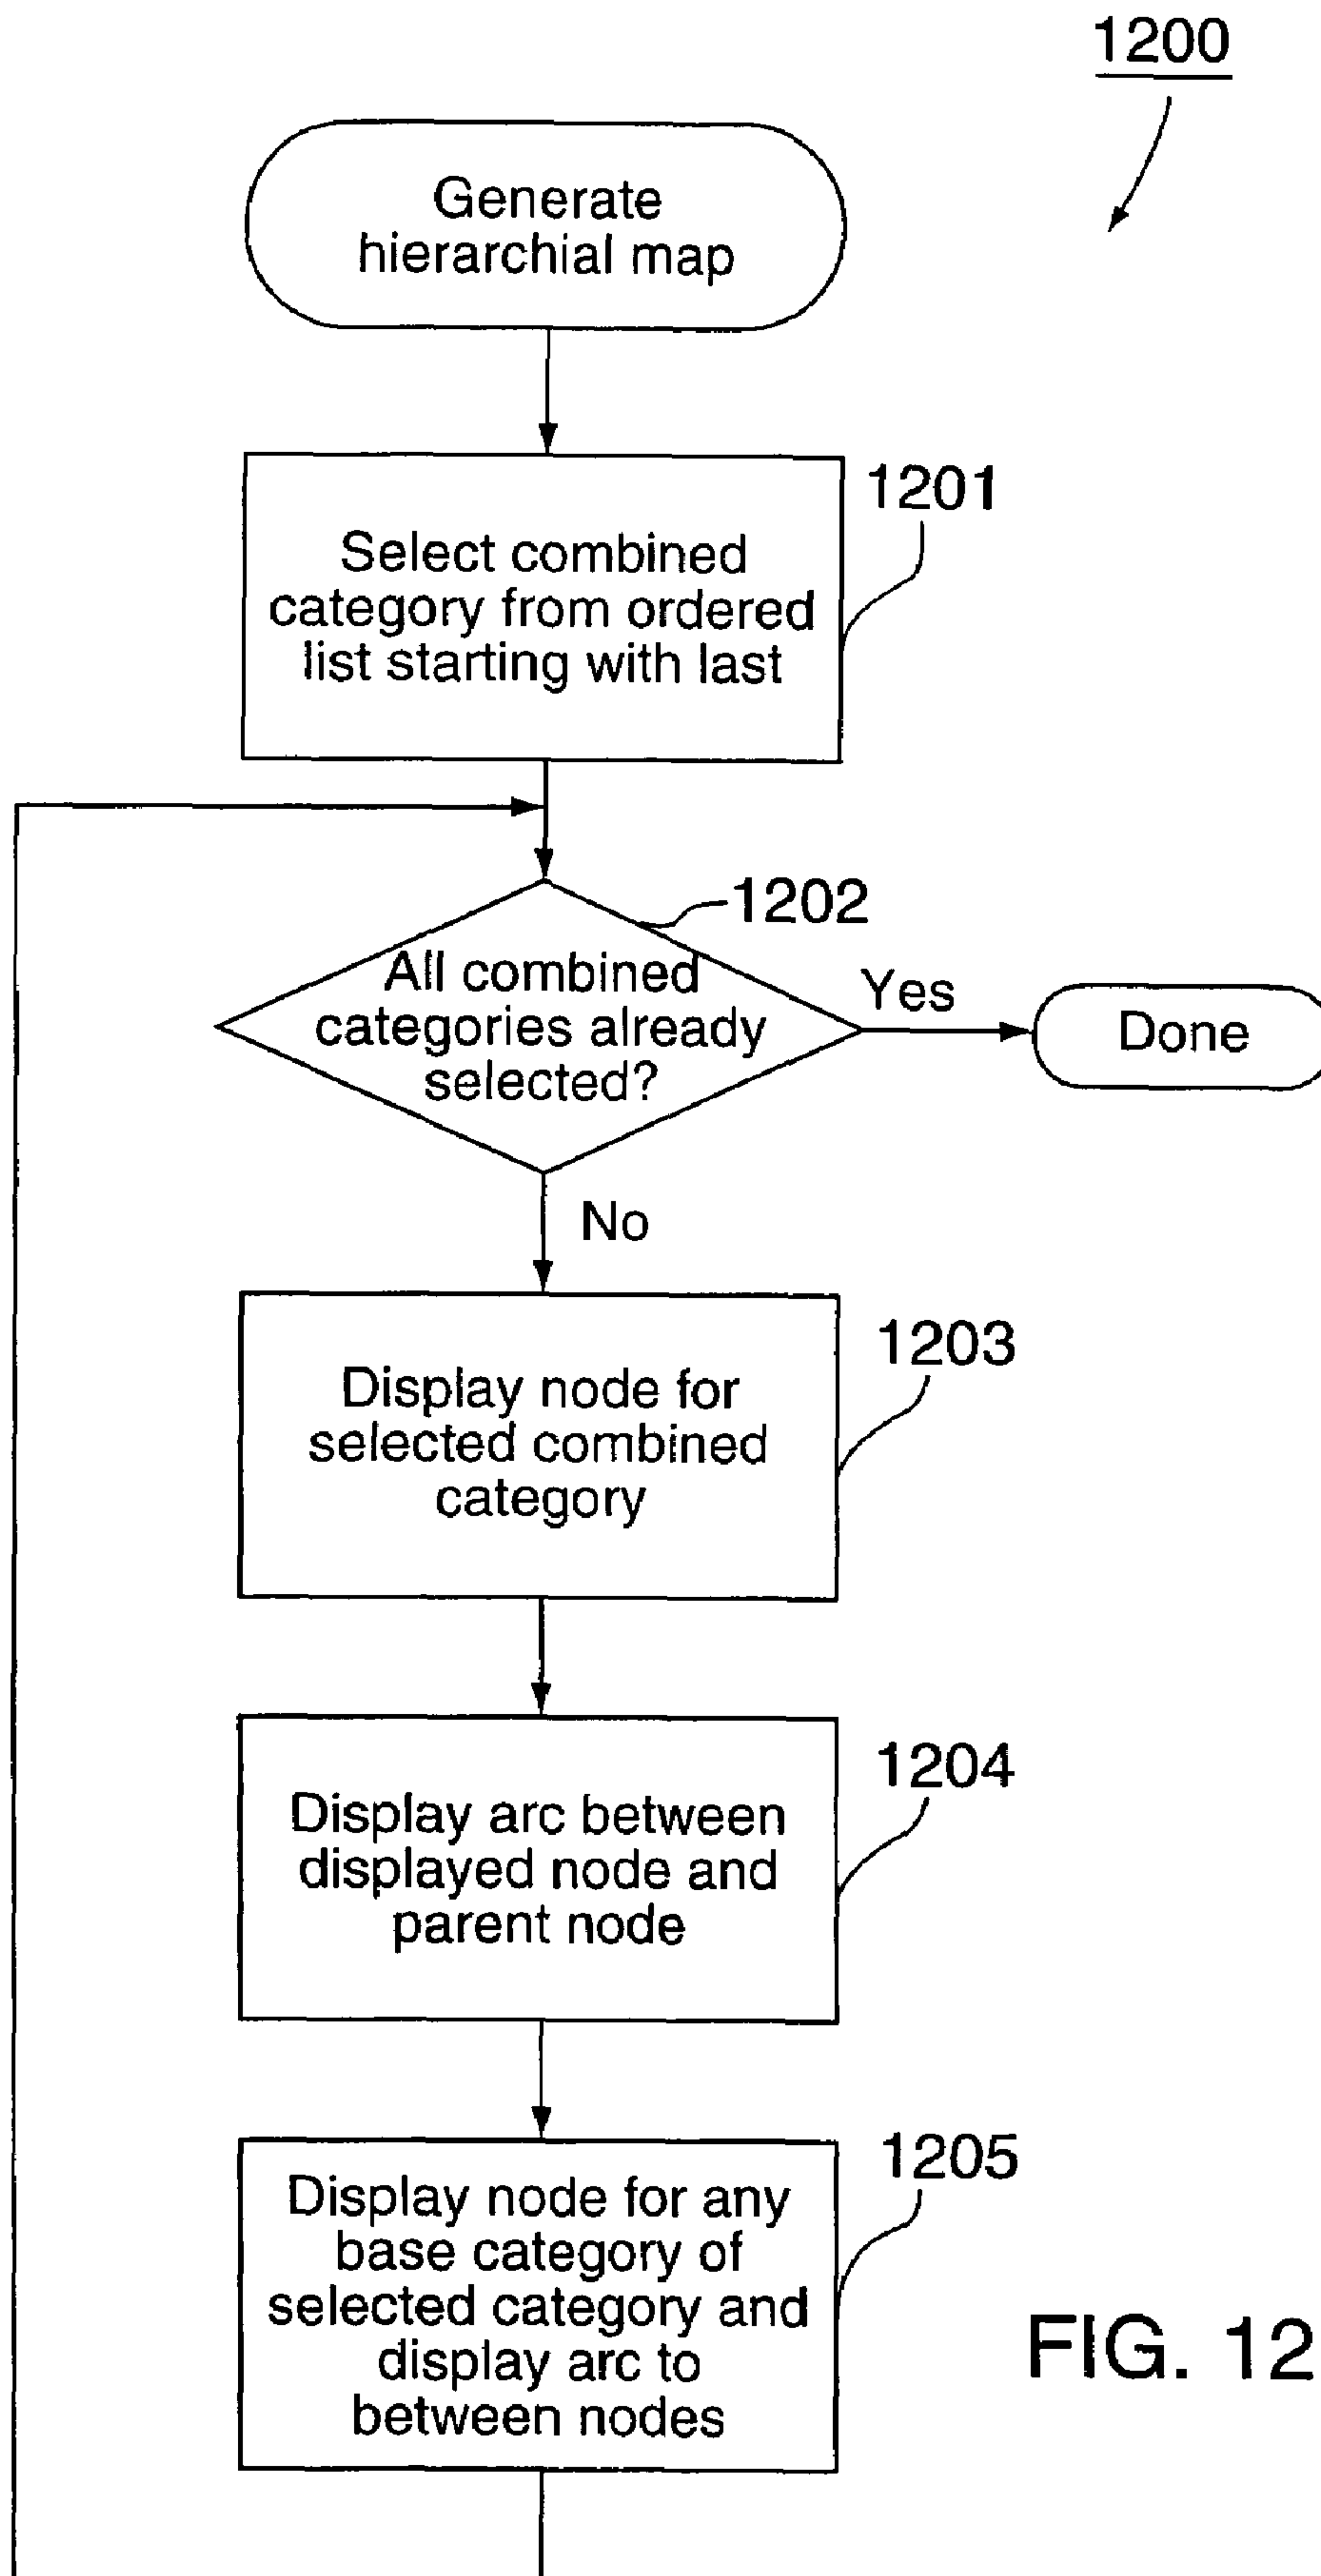 1200
Generate
hierarchial map
1201
Select combined
category from ordered
list starting with last
1202
All combined
categories already
selected?
Yes
Done
No
1203
Display node for
selected combined
category
1204
Display arc between
displayed node and
parent node
1205
Display node for any
base category of
selected category and
display arc to
between nodes
FIG. 12